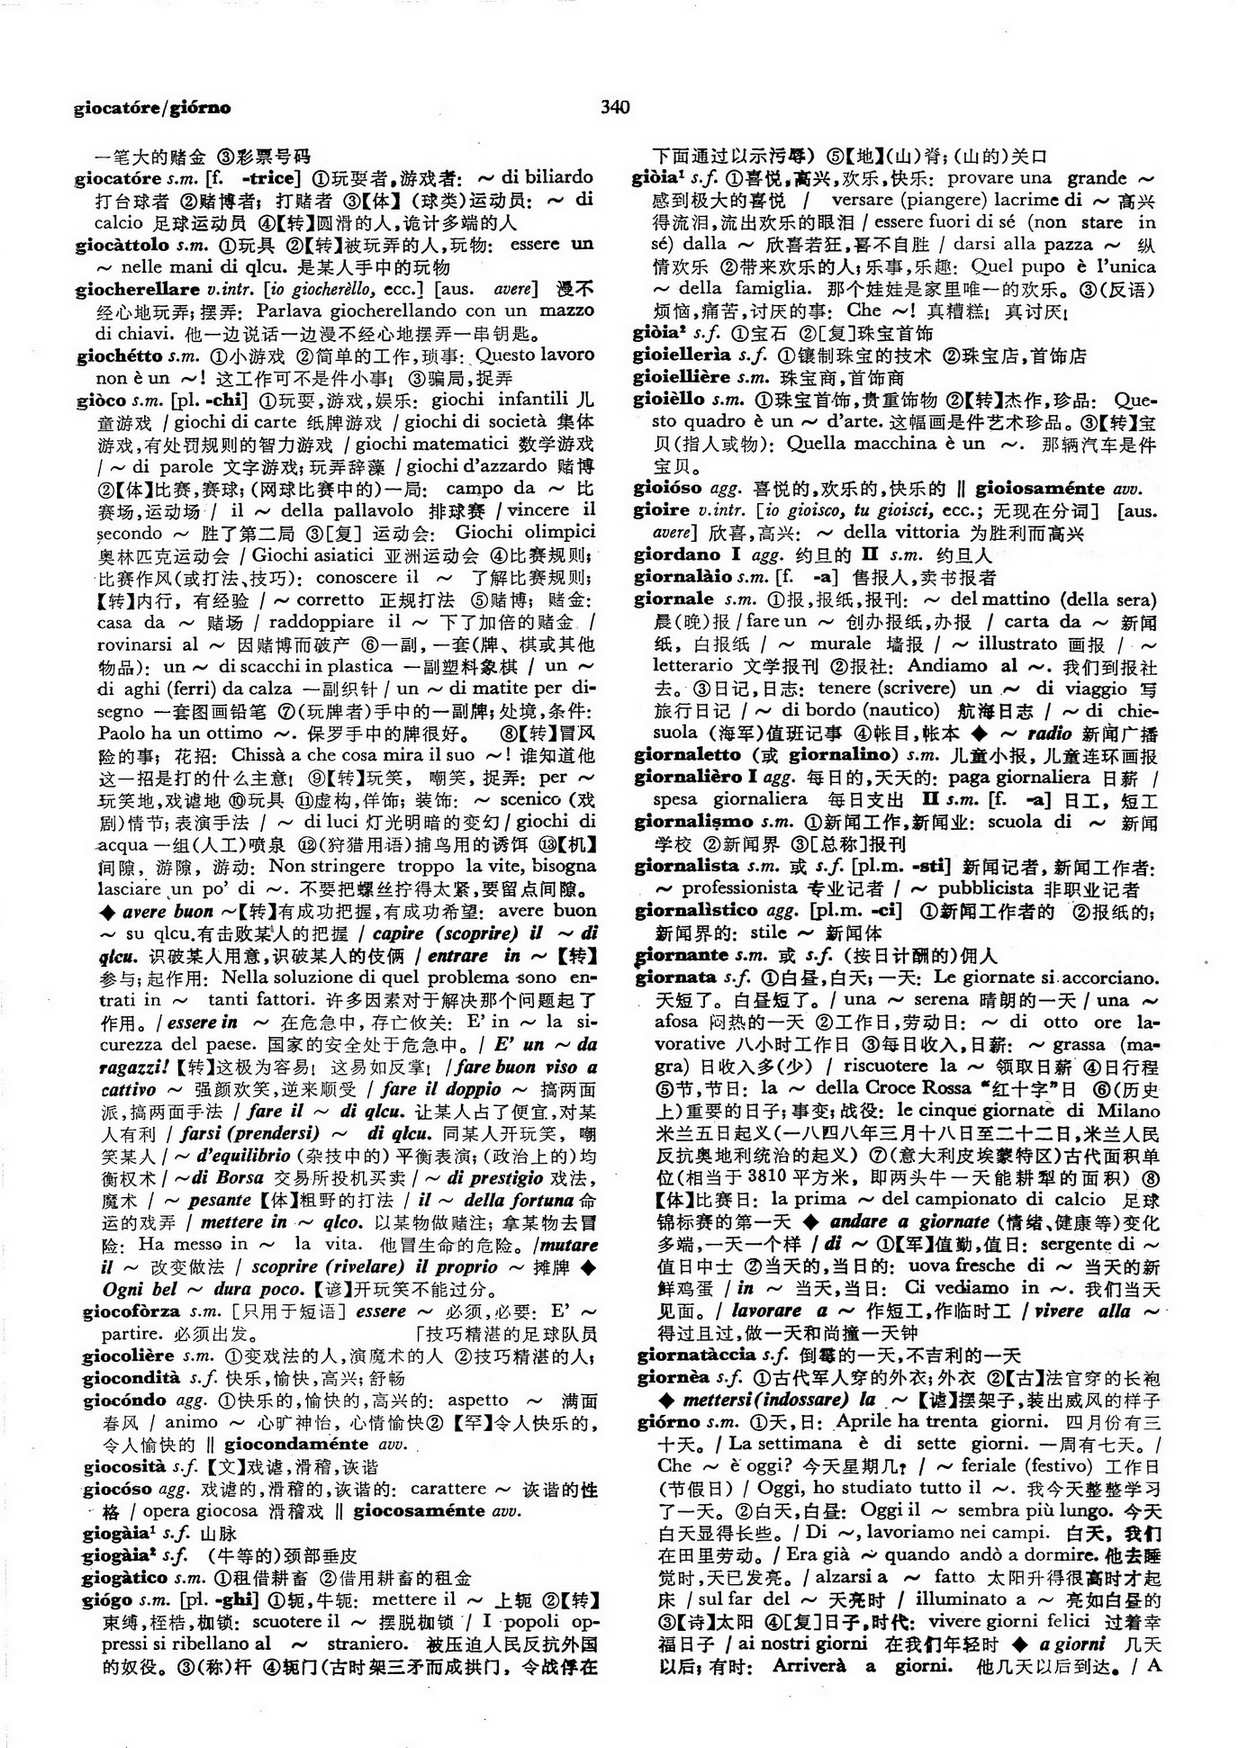 giocatóre/giórno
340
一笔大的赌金 ③彩票号码
giocatóre s.m. [f. -trice] ①玩耍者,游戏者: ～ di biliardo
打台球者 ②赌博者; 打赌者 ③【体】 (球类)运动员: ～ di
calcio 足球运动员 ④【转】圆滑的人,诡计多端的人
giocàttolo s.m. ①玩具 ②【转】被玩弄的人,玩物: essere un
～ nelle mani di qlcu. 是某人手中的玩物
giocherellare v.intr. [io giocherèllo, ecc.] [aus. avere] 漫不
经心地玩弄; 摆弄: Parlava giocherellando con un mazzo
di chiavi. 他一边说话一边漫不经心地摆弄一串钥匙。
giochétto s.m. ①小游戏 ②简单的工作,琐事: Questo lavoro
non è un ～! 这工作可不是件小事! ③骗局,捉弄
giòco s.m. [pl. -chi] ①玩耍,游戏,娱乐: giochi infantili 儿
童游戏 / giochi di carte 纸牌游戏 / giochi di società 集体
游戏,有处罚规则的智力游戏 / giochi matematici 数学游戏
/ ～ di parole 文字游戏; 玩弄辞藻 / giochi d'azzardo 赌博
②【体】比赛,赛球; (网球比赛中的)一局: campo da ～ 比
赛场,运动场 / il ～ della pallavolo 排球赛 / vincere il
secondo ～ 胜了第二局 ③[复] 运动会: Giochi olimpici
奥林匹克运动会 / Giochi asiatici 亚洲运动会 ④比赛规则;
比赛作风(或打法、技巧): conoscere il ～ 了解比赛规则;
【转】内行, 有经验 / ～ corretto 正规打法 ⑤赌博; 赌金:
casa da ～ 赌场 / raddoppiare il ～ 下了加倍的赌金 /
rovinarsi al ～ 因赌博而破产 ⑥一副, 一套(牌、棋或其他
物品): un ～ di scacchi in plastica 一副塑料象棋 / un ～
di aghi (ferri) da calza 一副织针 / un ～ di matite per di-
segno 一套图画铅笔 ⑦(玩牌者)手中的一副牌; 处境,条件:
Paolo ha un ottimo ～. 保罗手中的牌很好。 ⑧【转】冒风
险的事; 花招: Chissà a che cosa mira il suo ～! 谁知道他
这一招是打的什么主意! ⑨【转】玩笑, 嘲笑, 捉弄: per ～
玩笑地,戏谑地 ⑩玩具 ⑪虚构,佯饰; 装饰: ～ scenico (戏
剧)情节; 表演手法 / ～ di luci 灯光明暗的变幻 / giochi di
acqua 一组(人工)喷泉 ⑫(狩猎用语)捕鸟用的诱饵 ⑬【机】
间隙, 游隙, 游动: Non stringere troppo la vite, bisogna
lasciare un po' di ～. 不要把螺丝拧得太紧,要留点间隙。
◆ avere buon ～【转】有成功把握,有成功希望: avere buon
～ su qlcu.有击败某人的把握 / capire (scoprire) il ～ di
qlcu. 识破某人用意,识破某人的伎俩 / entrare in ～ 【转】
参与; 起作用: Nella soluzione di quel problema sono en-
trati in ～ tanti fattori. 许多因素对于解决那个问题起了
作用。/ essere in ～ 在危急中, 存亡攸关: E' in ～ la si-
curezza del paese. 国家的安全处于危急中。/ E' un ～ da
ragazzi! 【转】这极为容易! 这易如反掌! / fare buon viso a
cattivo ～ 强颜欢笑,逆来顺受 / fare il doppio ～ 搞两面
派,搞两面手法 / fare il ～ di qlcu. 让某人占了便宜,对某
人有利 / farsi (prendersi) ～ di qlcu. 同某人开玩笑, 嘲
笑某人 / ～ d'equilibrio (杂技中的) 平衡表演; (政治上的)均
衡权术 / ～di Borsa 交易所投机买卖 / ～ di prestigio 戏法,
魔术 / ～ pesante 【体】粗野的打法 / il ～ della fortuna 命
运的戏弄 / mettere in ～ qlco. 以某物做赌注; 拿某物去冒
险: Ha messo in ～ la vita. 他冒生命的危险。/mutare
il ～ 改变做法 / scoprire (rivelare) il proprio ～ 摊牌 ◆
Ogni bel ～ dura poco.【谚】开玩笑不能过分。
giocofòrza s.m. [只用于短语] essere ～ 必须,必要: E' ～
partire. 必须出发。 「技巧精湛的足球队员
giocolière s.m. ①变戏法的人,演魔术的人 ②技巧精湛的人;
giocondità s.f. 快乐,愉快,高兴; 舒畅
giocóndo agg. ①快乐的,愉快的,高兴的: aspetto ～ 满面
春风 / animo ～ 心旷神怡, 心情愉快② 【罕】令人快乐的,
令人愉快的 ‖ giocondaménte avv.
giocosità s.f.【文】戏谑,滑稽,诙谐
giocóso agg. 戏谑的,滑稽的,诙谐的: carattere ～ 诙谐的性
格 / opera giocosa 滑稽戏 ‖ giocosaménte avv.
giogàia¹ s.f. 山脉
giogàia² s.f. (牛等的)颈部垂皮
giogàtico s.m. ①租借耕畜 ②借用耕畜的租金
giógo s.m. [pl. -ghi] ①轭,牛轭: mettere il ～ 上轭 ②【转】
束缚,桎梏,枷锁: scuotere il ～ 摆脱枷锁 / I popoli op-
pressi si ribellano al ～ straniero. 被压迫人民反抗外国
的奴役。③(称)杆 ④轭门(古时架三矛而成拱门, 令战俘在
下面通过以示污辱) ⑤【地】(山)脊; (山的)关口
giòia¹ s.f. ①喜悦,高兴,欢乐,快乐: provare una grande ～
感到极大的喜悦 / versare (piangere) lacrime di ～ 高兴
得流泪,流出欢乐的眼泪 / essere fuori di sé (non stare in
sé) dalla ～ 欣喜若狂,喜不自胜 / darsi alla pazza ～ 纵
情欢乐 ②带来欢乐的人; 乐事,乐趣: Quel pupo è l'unica
～ della famiglia. 那个娃娃是家里唯一的欢乐。③(反语)
烦恼,痛苦,讨厌的事: Che ～! 真糟糕! 真讨厌!
giòia² s.f. ①宝石 ②[复]珠宝首饰
gioiellerìa s.f. ①镶制珠宝的技术 ②珠宝店,首饰店
gioiellière s.m. 珠宝商,首饰商
gioièllo s.m. ①珠宝首饰,贵重饰物 ②【转】杰作,珍品: Que-
sto quadro è un ～ d'arte. 这幅画是件艺术珍品。③【转】宝
贝(指人或物): Quella macchina è un ～. 那辆汽车是件
宝贝。
gioióso agg. 喜悦的,欢乐的,快乐的 ‖ gioiosaménte avv.
gioire v.intr. [io gioisco, tu gioisci, ecc.; 无现在分词] [aus.
avere] 欣喜,高兴: ～ della vittoria 为胜利而高兴
giordano I agg. 约旦的 II s.m. 约旦人
giornalàio s.m. [f. -a] 售报人,卖书报者
giornale s.m. ①报,报纸,报刊: ～ del mattino (della sera)
晨(晚)报 / fare un ～ 创办报纸,办报 / carta da ～ 新闻
纸, 白报纸 / ～ murale 墙报 / ～ illustrato 画报 / ～
letterario 文学报刊 ②报社: Andiamo al ～. 我们到报社
去。③日记,日志: tenere (scrivere) un ～ di viaggio 写
旅行日记 / ～ di bordo (nautico) 航海日志 / ～ di chie-
suola (海军)值班记事 ④帐目,帐本 ◆ ～ radio 新闻广播
giornaletto (或 giornalino) s.m. 儿童小报, 儿童连环画报
giornalièro I agg. 每日的,天天的: paga giornaliera 日薪 /
spesa giornaliera 每日支出 II s.m. [f. -a] 日工, 短工
giornalismo s.m. ①新闻工作,新闻业: scuola di ～ 新闻
学校 ②新闻界 ③[总称]报刊
giornalista s.m. 或 s.f. [pl.m. -sti] 新闻记者, 新闻工作者:
～ professionista 专业记者 / ～ pubblicista 非职业记者
giornalìstico agg. [pl.m. -ci] ①新闻工作者的 ②报纸的;
新闻界的: stile ～ 新闻体
giornante s.m. 或 s.f. (按日计酬的)佣人
giornata s.f. ①白昼,白天; 一天: Le giornate si accorciano.
天短了。白昼短了。/ una ～ serena 晴朗的一天 / una ～
afosa 闷热的一天 ②工作日,劳动日: ～ di otto ore la-
vorative 八小时工作日 ③每日收入,日薪: ～ grassa (ma-
gra) 日收入多(少) / riscuotere la ～ 领取日薪 ④日行程
⑤节,节日: la ～ della Croce Rossa “红十字”日 ⑥(历史
上)重要的日子; 事变; 战役: le cinque giornate di Milano
米兰五日起义(一八四八年三月十八日至二十二日,米兰人民
反抗奥地利统治的起义) ⑦(意大利皮埃蒙特区)古代面积单
位(相当于 3810 平方米, 即两头牛一天能耕犁的面积) ⑧
【体】比赛日: la prima ～ del campionato di calcio 足球
锦标赛的第一天 ◆ andare a giornate (情绪、健康等)变化
多端,一天一个样 / di ～ ①【军】值勤,值日: sergente di ～
值日中士 ②当天的,当日的: uova fresche di ～ 当天的新
鲜鸡蛋 / in ～ 当天,当日: Ci vediamo in ～. 我们当天
见面。/ lavorare a ～ 作短工,作临时工 / vivere alla ～
得过且过,做一天和尚撞一天钟
giornatàccia s.f. 倒霉的一天,不吉利的一天
giornèa s.f. ①古代军人穿的外衣; 外衣 ②【古】法官穿的长袍
◆ mettersi (indossare) la ～【谑】摆架子,装出威风的样子
giórno s.m. ①天,日: Aprile ha trenta giorni. 四月份有三
十天。/ La settimana è di sette giorni. 一周有七天。/
Che ～ è oggi? 今天星期几? / ～ feriale (festivo) 工作日
(节假日) / Oggi, ho studiato tutto il ～. 我今天整整学习
了一天。②白天,白昼: Oggi il ～ sembra più lungo. 今天
白天显得长些。/ Di ～, lavoriamo nei campi. 白天, 我们
在田里劳动。/ Era già ～ quando andò a dormire. 他去睡
觉时,天已发亮。/ alzarsi a ～ fatto 太阳升得很高时才起
床 / sul far del ～ 天亮时 / illuminato a ～ 亮如白昼的
③【诗】太阳 ④[复]日子,时代: vivere giorni felici 过着幸
福日子 / ai nostri giorni 在我们年轻时 ◆ a giorni 几天
以后; 有时: Arriverà a giorni. 他几天以后到达。/ A